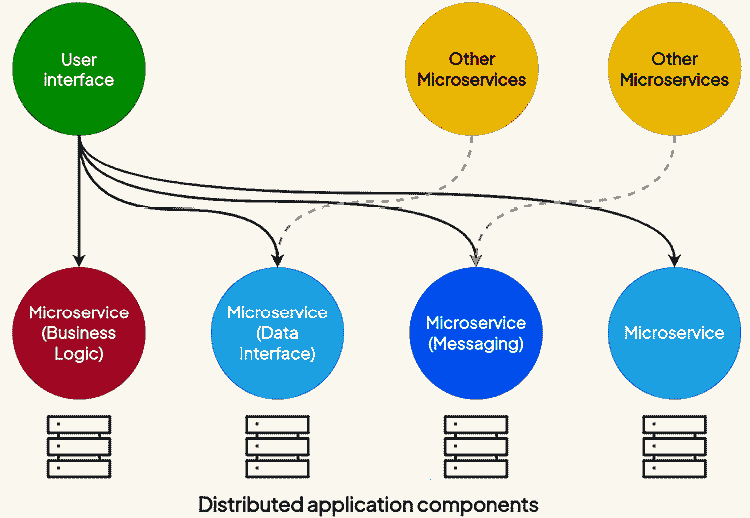 User
interface
Other
Microservices
Other
Microservices
Microservice
(Business
Logic)
Microservice
(Data
Interface)
Microservice
(Messaging)
Microservice
Distributed application components